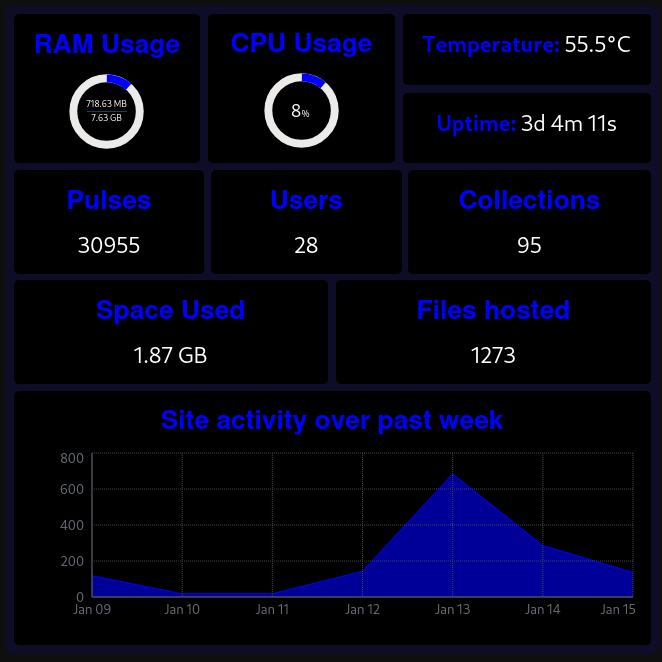 RAM Usage
718.63 MB
7.63 GB
CPU Usage
8%
Temperature: 55.5°C
Uptime: 3d 4m 11s
Pulses
30955
Users
28
Collections
95
Space Used
1.87 GB
Files hosted
1273
Site activity over past week
800
600
400
200
0
Jan 09 Jan 10 Jan 11 Jan 12 Jan 13 Jan 14 Jan 15